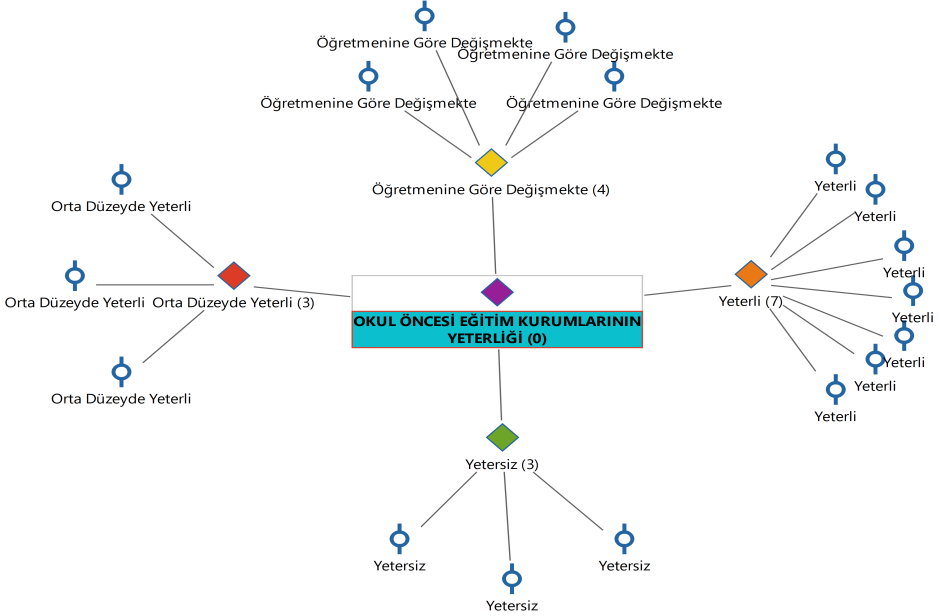 Öğretmenine Göre Değişmekte
Öğretmenine Göre Değişmekte
Öğretmenine Göre Değişmekte
Öğretmenine Göre Değişmekte
Öğretmenine Göre Değişmekte (4)
Orta Düzeyde Yeterli
Orta Düzeyde Yeterli
Orta Düzeyde Yeterli (3)
Orta Düzeyde Yeterli
OKUL ÖNCESİ EĞİTİM KURUMLARININ
YETERLİĞİ (0)
Yeterli
Yeterli
Yeterli
Yeterli (7)
Yeterli
Yeterli
Yeterli
Yeterli
Yetersiz (3)
Yetersiz
Yetersiz
Yetersiz